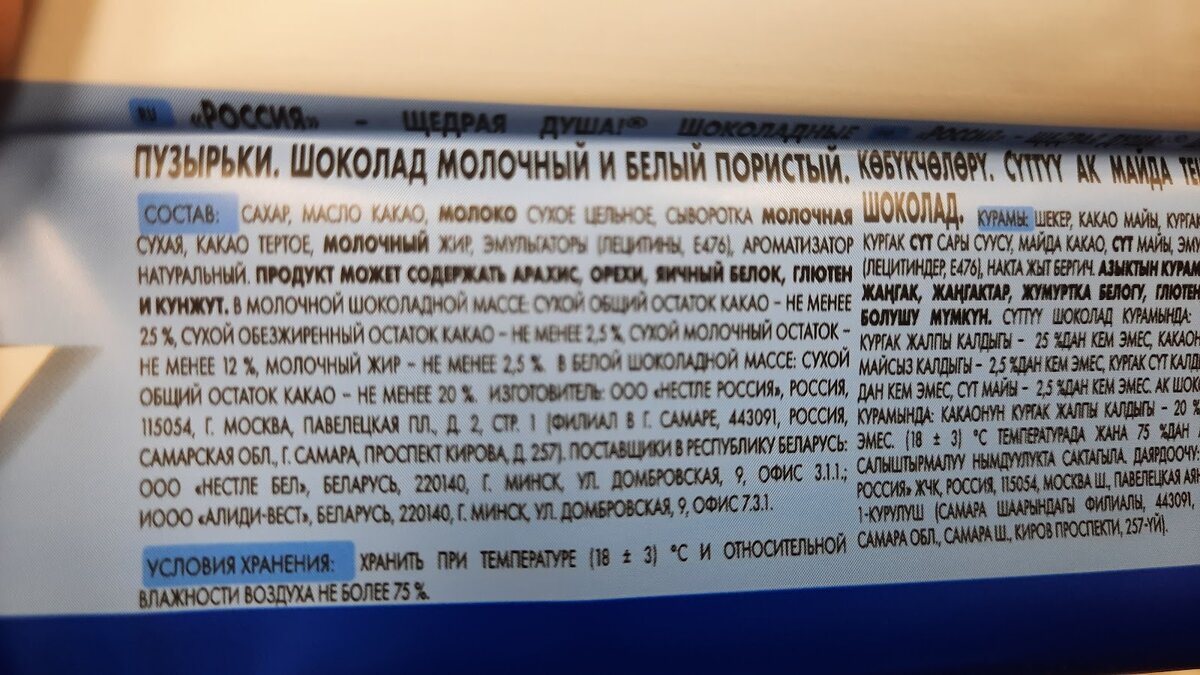 RU «РОССИЯ» – ЩЕДРАЯ ДУША!® ШОКОЛАДНЫЕ
ПУЗЫРЬКИ. ШОКОЛАД МОЛОЧНЫЙ И БЕЛЫЙ ПОРИСТЫЙ.
СОСТАВ: САХАР, МАСЛО КАКАО, МОЛОКО СУХОЕ ЦЕЛЬНОЕ, СЫВОРОТКА МОЛОЧНАЯ
СУХАЯ, КАКАО ТЕРТОЕ, МОЛОЧНЫЙ ЖИР, ЭМУЛЬГАТОРЫ (ЛЕЦИТИНЫ, Е476), АРОМАТИЗАТОР
НАТУРАЛЬНЫЙ. ПРОДУКТ МОЖЕТ СОДЕРЖАТЬ АРАХИС, ОРЕХИ, ЯИЧНЫЙ БЕЛОК, ГЛЮТЕН
И КУНЖУТ. В МОЛОЧНОЙ ШОКОЛАДНОЙ МАССЕ: СУХОЙ ОБЩИЙ ОСТАТОК КАКАО – НЕ МЕНЕЕ
25 %, СУХОЙ ОБЕЗЖИРЕННЫЙ ОСТАТОК КАКАО – НЕ МЕНЕЕ 2,5 %, СУХОЙ МОЛОЧНЫЙ ОСТАТОК –
НЕ МЕНЕЕ 12 %, МОЛОЧНЫЙ ЖИР – НЕ МЕНЕЕ 2,5 %. В БЕЛОЙ ШОКОЛАДНОЙ МАССЕ: СУХОЙ
ОБЩИЙ ОСТАТОК КАКАО – НЕ МЕНЕЕ 20 %. ИЗГОТОВИТЕЛЬ: ООО «НЕСТЛЕ РОССИЯ», РОССИЯ,
115054, Г. МОСКВА, ПАВЕЛЕЦКАЯ ПЛ., Д. 2, СТР. 1 (ФИЛИАЛ В Г. САМАРЕ, 443091, РОССИЯ,
САМАРСКАЯ ОБЛ., Г. САМАРА, ПРОСПЕКТ КИРОВА, Д. 257). ПОСТАВЩИКИ В РЕСПУБЛИКУ БЕЛАРУСЬ:
ООО «НЕСТЛЕ БЕЛ», БЕЛАРУСЬ, 220140, Г. МИНСК, УЛ. ДОМБРОВСКАЯ, 9, ОФИС 3.1.1.;
ИООО «АЛИДИ-ВЕСТ», БЕЛАРУСЬ, 220140, Г. МИНСК, УЛ. ДОМБРОВСКАЯ, 9, ОФИС 7.3.1.
УСЛОВИЯ ХРАНЕНИЯ: ХРАНИТЬ ПРИ ТЕМПЕРАТУРЕ (18 ± 3) °С И ОТНОСИТЕЛЬНОЙ
ВЛАЖНОСТИ ВОЗДУХА НЕ БОЛЕЕ 75 %.
«РОССИЯ» – ЩЕДРАЯ ДУША
КӨБҮКЧӨЛӨРҮ. СҮТТҮҮ АК МАЙДА
ШОКОЛАД. КУРАМЫ: ШЕКЕР, КАКАО МАЙЫ,
КУРГАК СҮТ САРЫ СУУСУ, МАЙДА КАКАО, СҮТ МАЙЫ,
(ЛЕЦИТИНДЕР, Е476), НАКТА ЖЫТ БЕРГИЧ. АЗЫКТЫН
ЖАҢГАК, ЖАҢГАКТАР, ЖУМУРТКА БЕЛОГУ,
БОЛУШУ МҮМКҮН. СҮТТҮҮ ШОКОЛАД КУРАМЫНДА:
КУРГАК ЖАЛПЫ КАЛДЫГЫ – 25 %ДАН КЕМ ЭМЕС,
МАЙСЫЗ КАЛДЫГЫ – 2,5 %ДАН КЕМ ЭМЕС, КУРГАК СҮТ
ДАН КЕМ ЭМЕС, СҮТ МАЙЫ – 2,5 %ДАН КЕМ ЭМЕС. АК
КУРАМЫНДА: КАКАОНУН КУРГАК ЖАЛПЫ КАЛДЫГЫ – 20
ЭМЕС. (18 ± 3) °С ТЕМПЕРАТУРАДА ЖАНА 75 %ДАН
САЛЫШТЫРМАЛУУ НЫМДУУЛУКТА САКТАГЫЛА. ДАЯРДООЧУ:
РОССИЯ» ЖЧК, РОССИЯ, 115054, МОСКВА Ш., ПАВЕЛЕЦКАЯ
1-КУРУЛУШ (САМАРА ШААРЫНДАГЫ ФИЛИАЛЫ, 443091,
САМАРА ОБЛ., САМАРА Ш., КИРОВ ПРОСПЕКТИ, 257-ҮЙ).